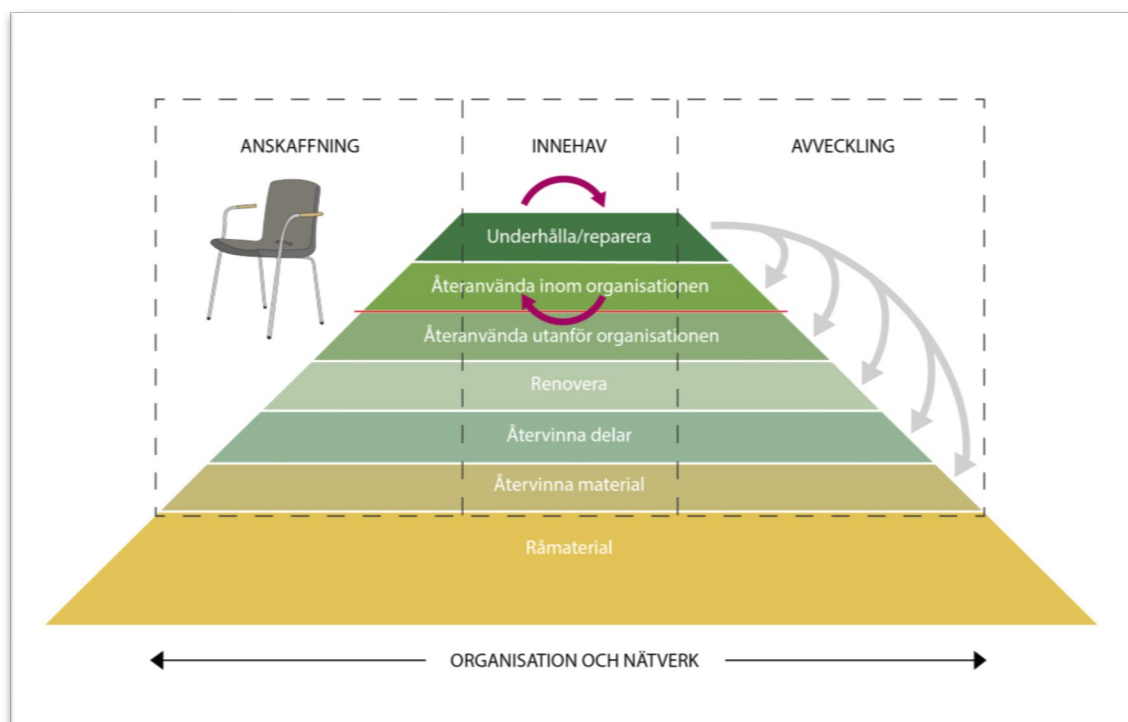 ANSKAFFNING
INNEHAV
AVVECKLING
Underhålla/reparera
Återanvända inom organisationen
Återanvända utanför organisationen
Renovera
Återvinna delar
Återvinna material
Råmaterial
ORGANISATION OCH NÄTVERK